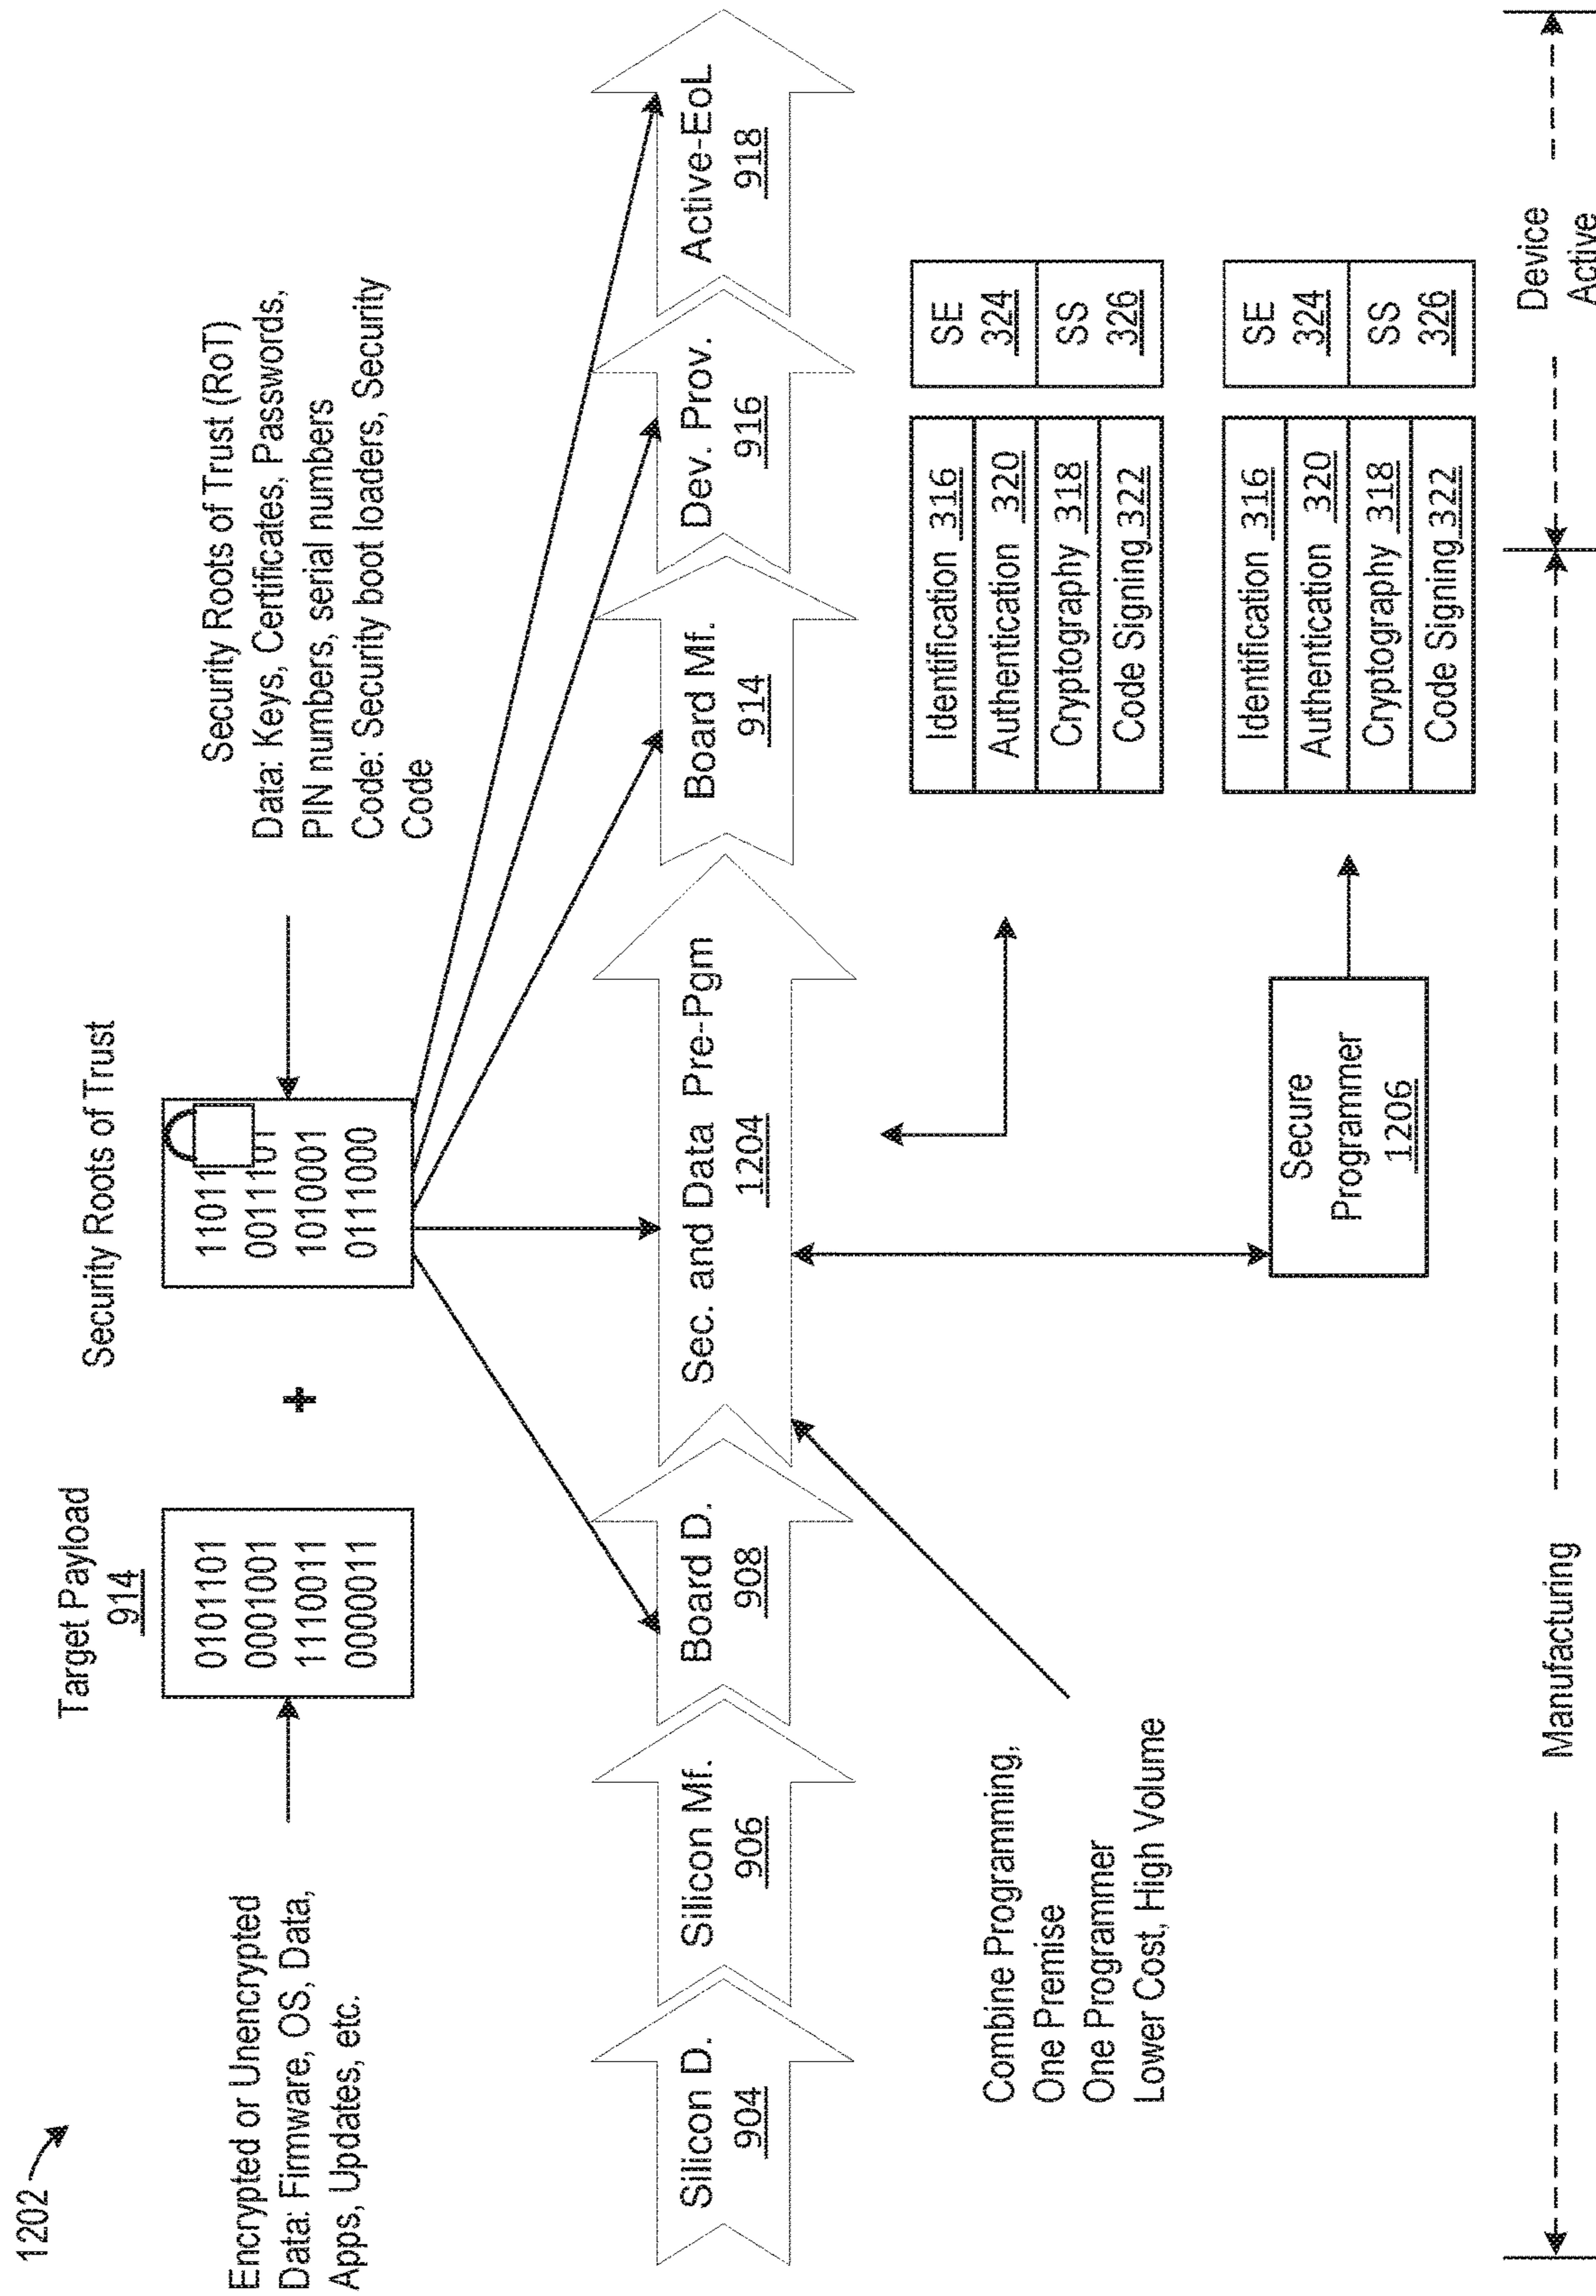 1202
Target Payload
914
Security Roots of Trust
Encrypted or Unencrypted
Data: Firmware, OS, Data,
Apps, Updates, etc.
0101101
0001001
1110011
0000011
+
11011
0011101
1010001
0111000
Security Roots of Trust (RoT)
Data: Keys, Certificates, Passwords,
PIN numbers, serial numbers
Code: Security boot loaders, Security
Code
Silicon D.
904
Silicon Mf.
906
Board D.
908
Sec. and Data Pre-Pgm
1204
Board Mf.
914
Dev. Prov.
916
Active-EoL
918
Combine Programming,
One Premise
One Programmer
Lower Cost, High Volume
Identification 316
Authentication 320
Cryptography 318
Code Signing 322
SE
324
SS
326
Secure
Programmer
1206
Identification 316
Authentication 320
Cryptography 318
Code Signing 322
SE
324
SS
326
Manufacturing
Device
Active